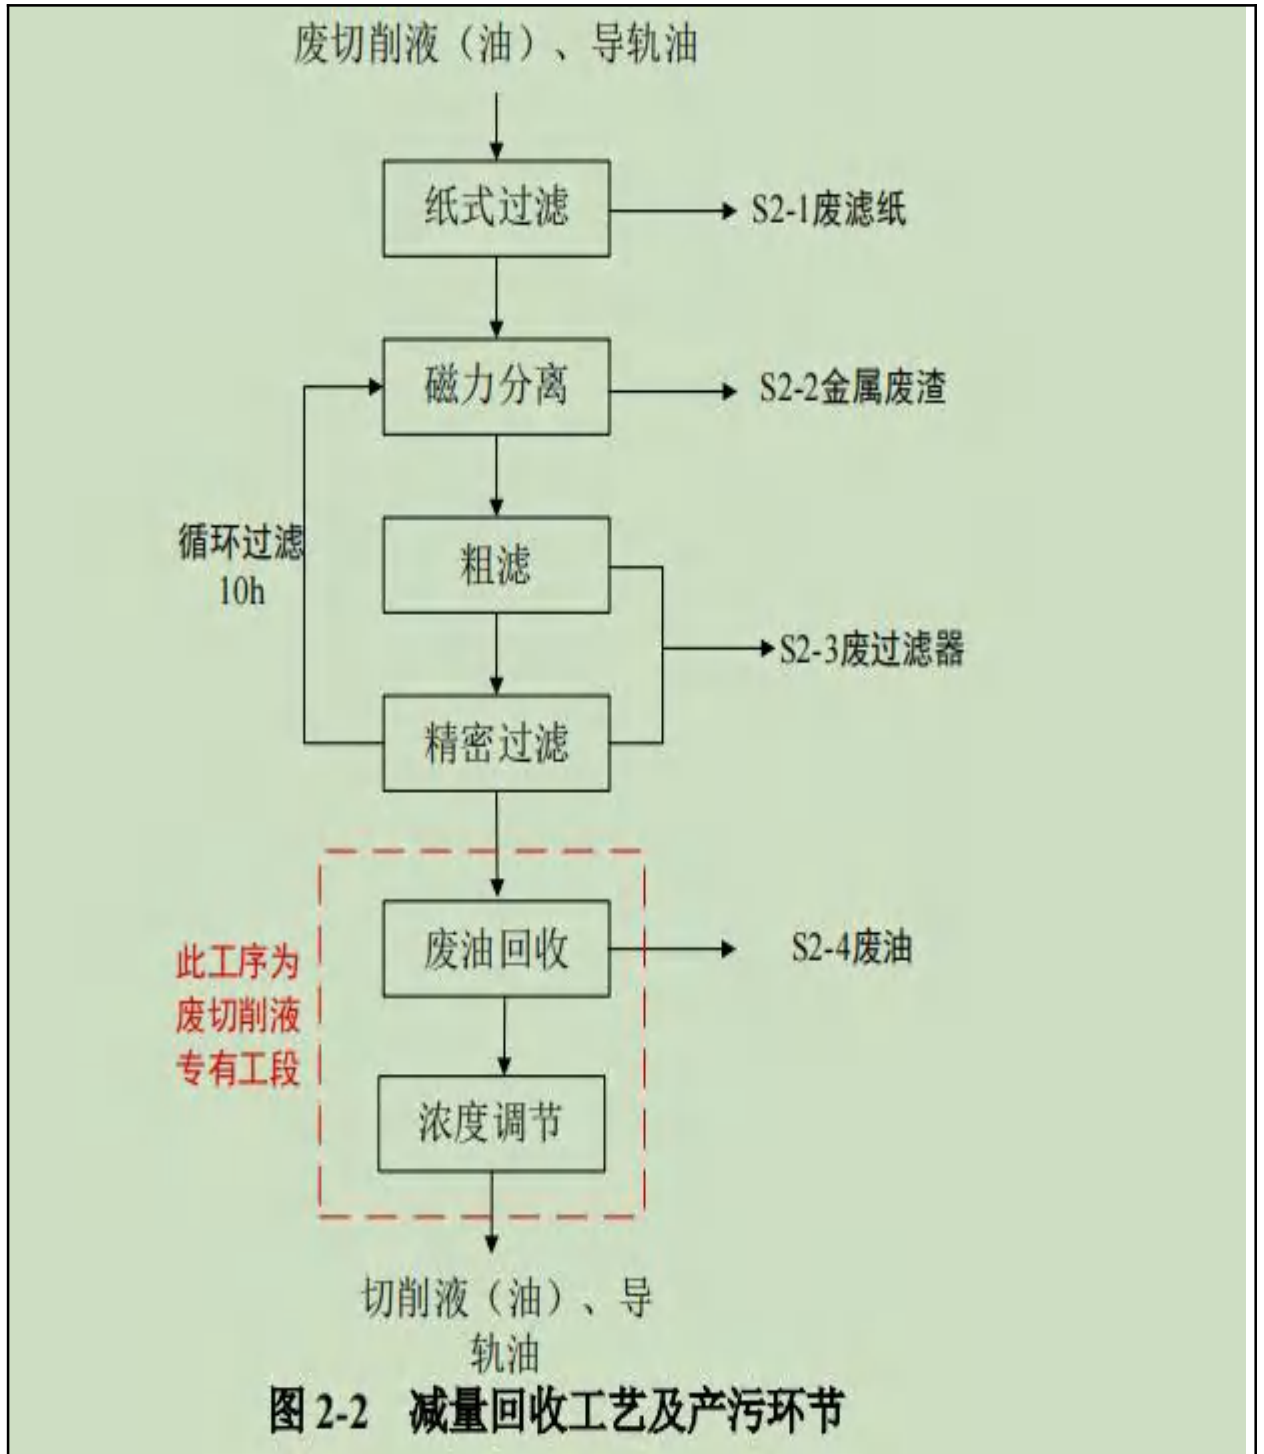 废切削液（油）、导轨油
纸式过滤
S2-1废滤纸
磁力分离
S2-2金属废渣
循环过滤
10h
粗滤
S2-3废过滤器
精密过滤
废油回收
S2-4废油
此工序为
废切削液
专有工段
浓度调节
切削液（油）、导
轨油
图 2-2 减量回收工艺及产污环节